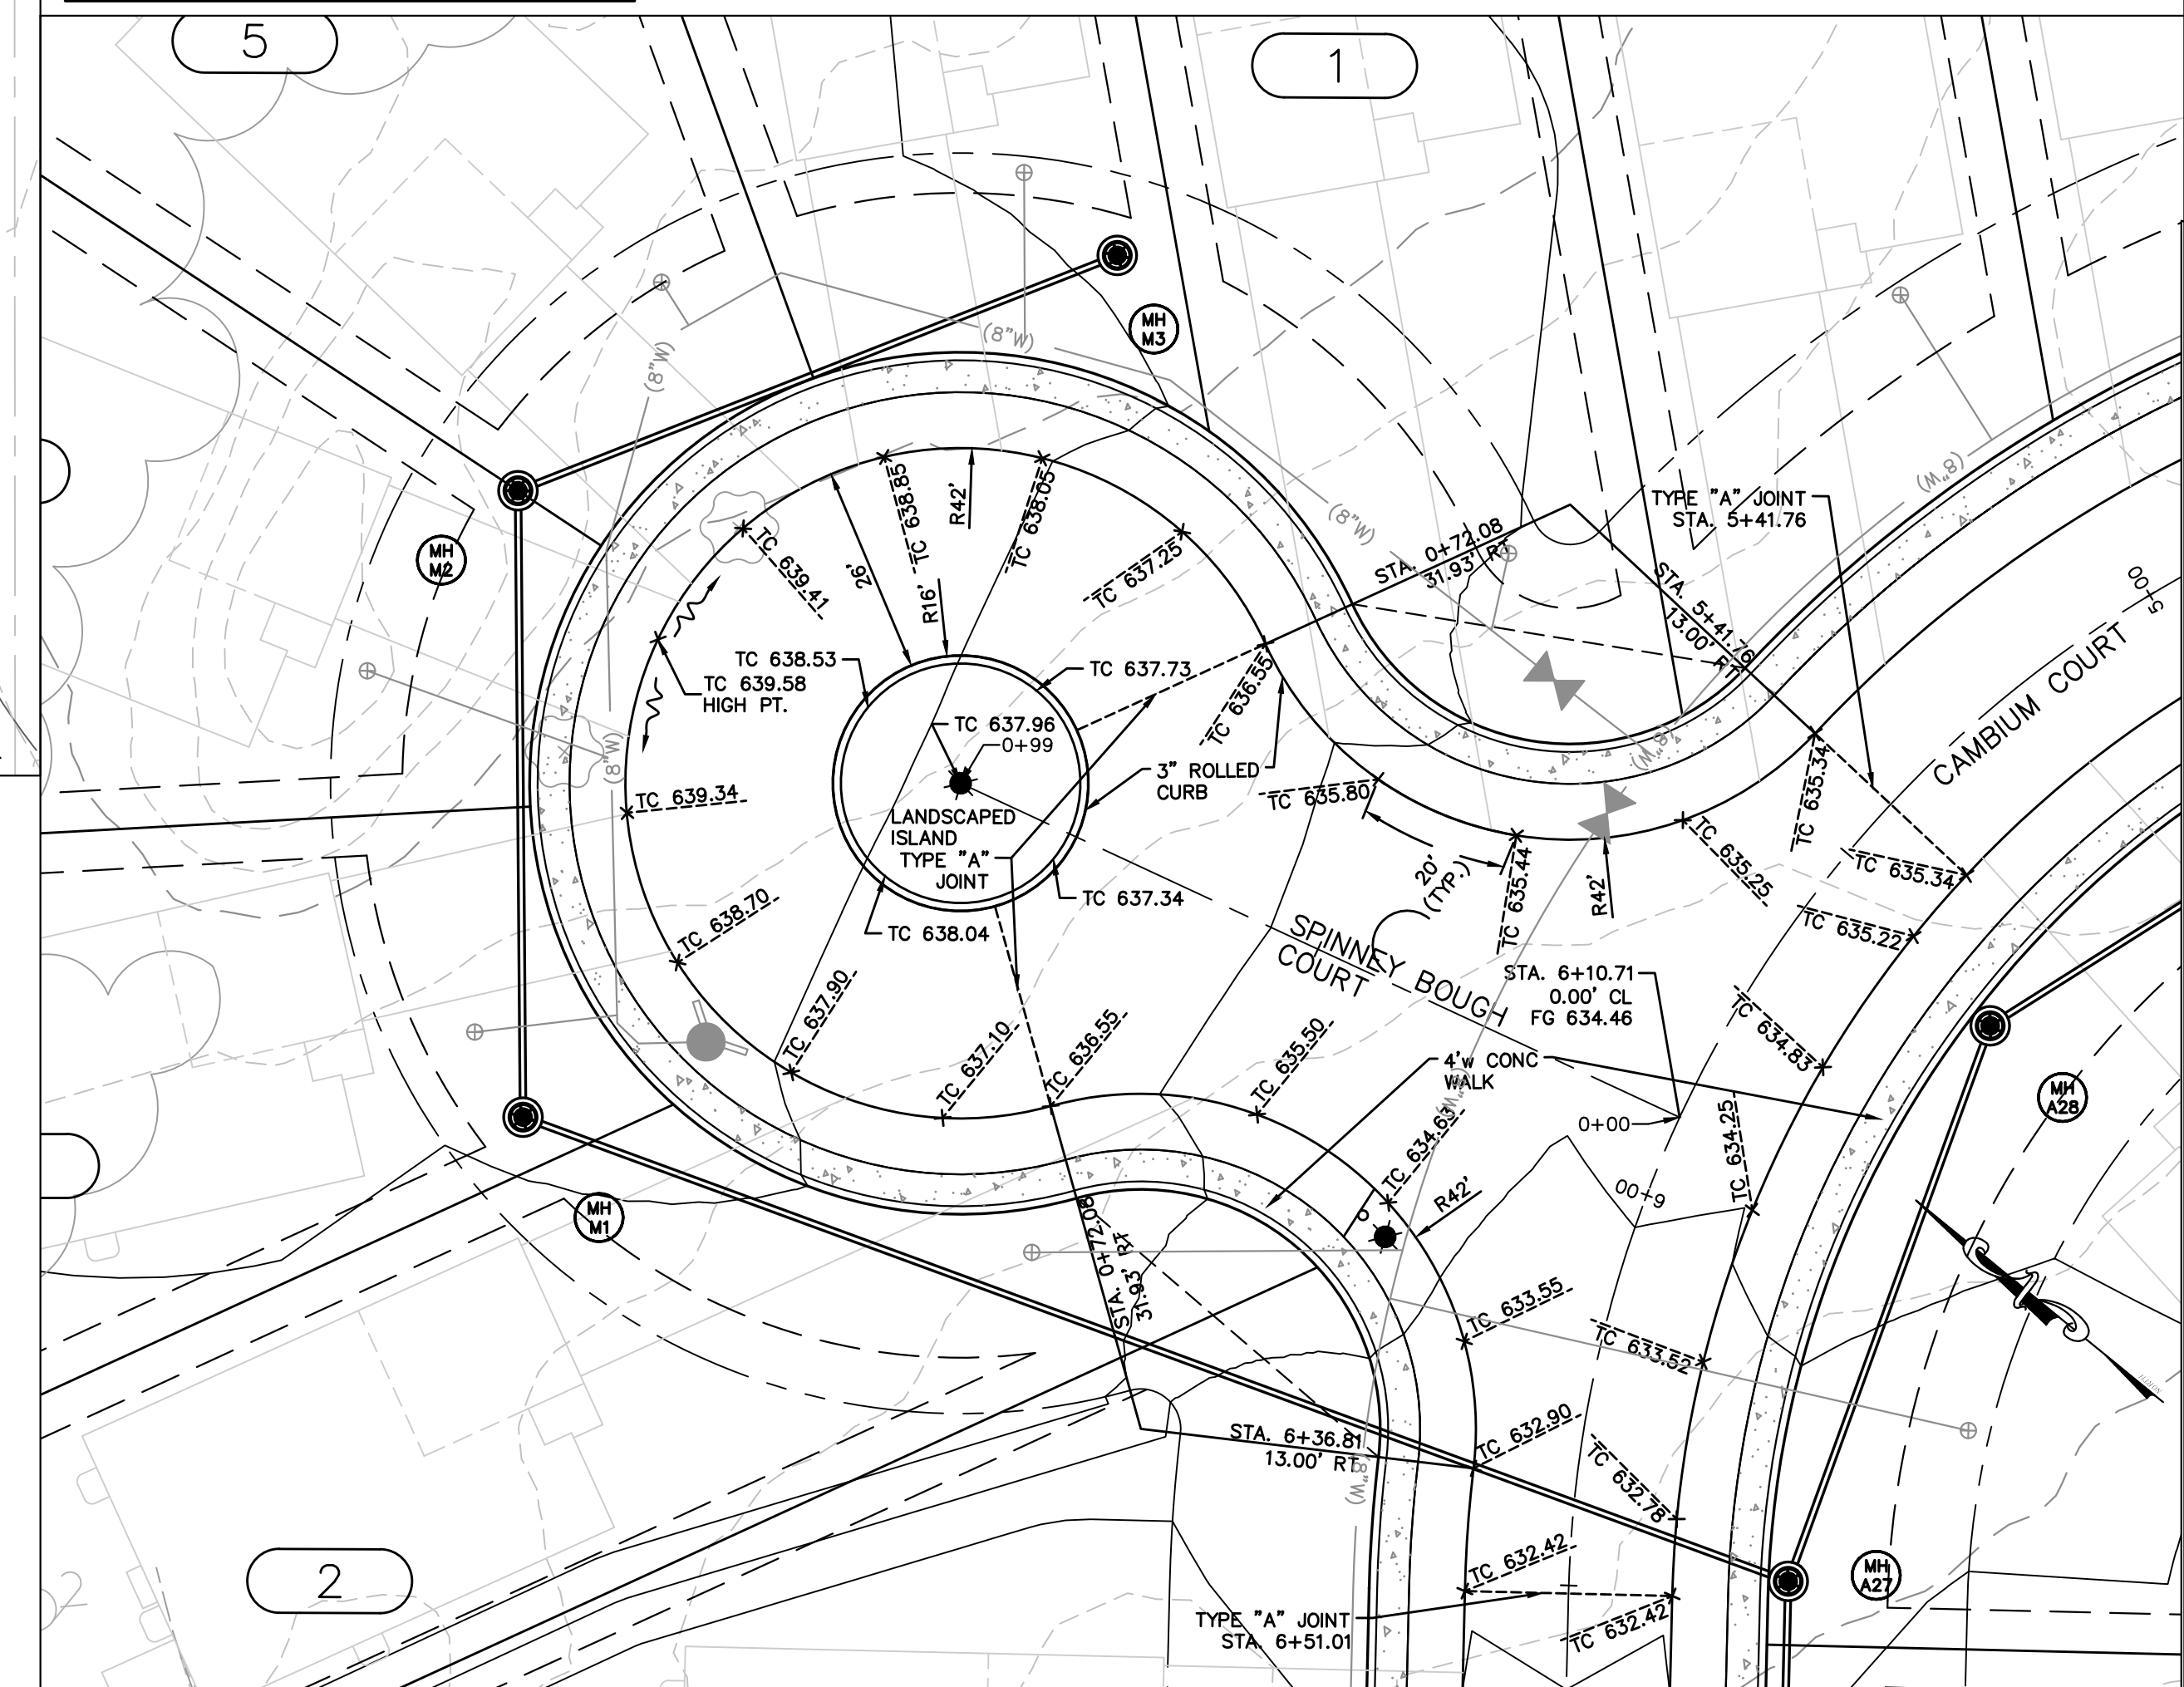 5
1
(8"W)
(8"W)
MH
M3
MH
M2
TC 638.85
R42'
TC 638.05
TC 639.41
26'
R16'
TC 637.25
STA. 0+72.08
31.93' RT
(8"W)
(8"W)
TYPE "A" JOINT
STA. 5+41.76
STA. 5+41.76
13.00' RT
5+00
CAMBIUM COURT
TC 638.53
TC 639.58
HIGH PT.
TC 637.73
TC 637.96
0+99
TC 636.55
3" ROLLED
CURB
(8"W)
(8"W)
TC 639.34
LANDSCAPED
ISLAND
TYPE "A"
JOINT
TC 635.80
20'
(TYP.)
TC 635.44
R42'
TC 635.25
TC 635.34
TC 635.34
TC 635.22
TC 637.34
TC 638.04
TC 638.70
SPINNEY BOUGH
COURT
STA. 6+10.71
0.00' CL
FG 634.46
TC 634.83
TC 637.90
TC 637.10
TC 636.55
TC 635.50
4'w CONC
WALK
(8"W)
0+00
TC 634.25
MH
A28
TC 634.63
R42'
6+00
MH
M1
STA. 0+72.08
31.93' RT
TC 633.55
TC 633.52
NORTH
STA. 6+36.81
13.00' RT
(8"W)
TC 632.90
TC 632.78
TC 632.42
TC 632.42
MH
A27
2
TYPE "A" JOINT
STA. 6+51.01